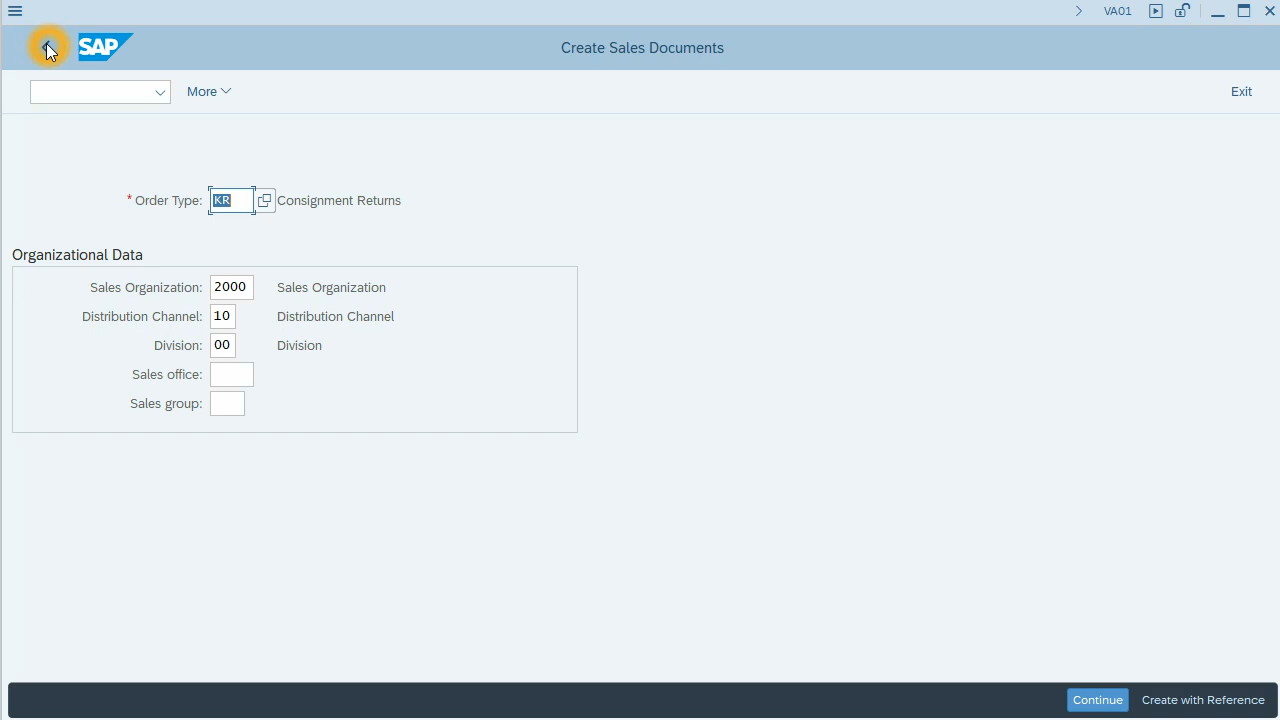 VA01
SAP
Create Sales Documents
More
Exit
* Order Type: KR Consignment Returns
Organizational Data
Sales Organization: 2000 Sales Organization
Distribution Channel: 10 Distribution Channel
Division: 00 Division
Sales office:
Sales group:
Continue Create with Reference